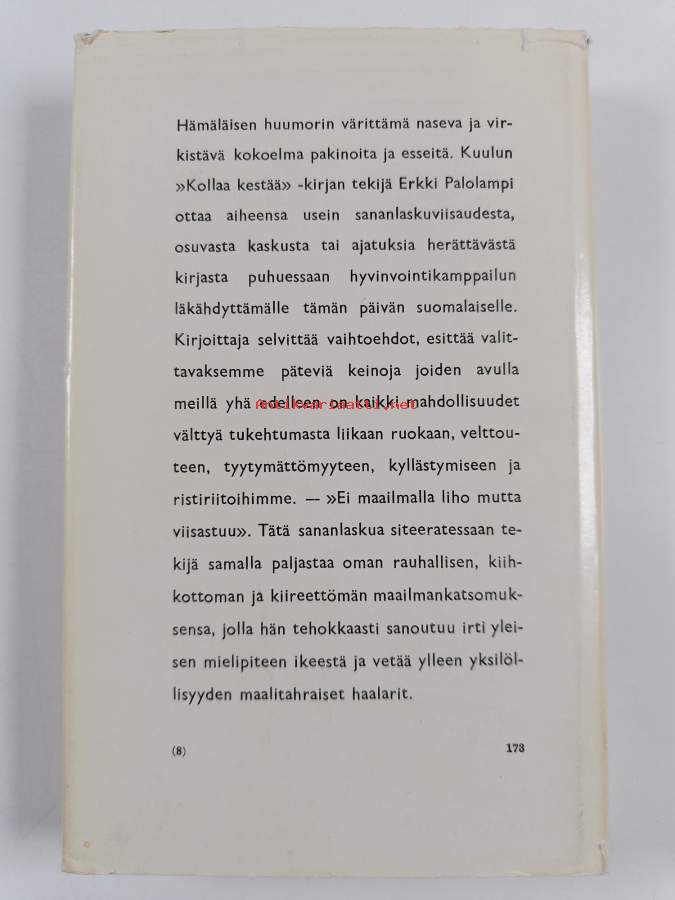 Hämäläisen huumorin värittämä naseva ja vir-
kistävä kokoelma pakinoita ja esseitä. Kuulun
»Kollaa kestää» -kirjan tekijä Erkki Palolampi
ottaa aiheensa usein sananlaskuviisaudesta,
osuvasta kaskusta tai ajatuksia herättävästä
kirjasta puhuessaan hyvinvointikamppailun
läkähdyttämälle tämän päivän suomalaiselle.
Kirjoittaja selvittää vaihtoehdot, esittää valit-
tavaksemme päteviä keinoja joiden avulla
meillä yhä edelleen on kaikki mahdollisuudet
Antikvariaatti.net
välttyä tukehtumasta liikaan ruokaan, velttou-
teen, tyytymättömyyteen, kyllästymiseen ja
ristiriitoihimme. — »Ei maailmalla liho mutta
viisastuu». Tätä sananlaskua siteeratessaan te-
kijä samalla paljastaa oman rauhallisen, kiih-
kottoman ja kiireettömän maailmankatsomuk-
sensa, jolla hän tehokkaasti sanoutuu irti ylei-
sen mielipiteen ikeestä ja vetää ylleen yksilöl-
lisyyden maalitahraiset haalarit.
(8) 173